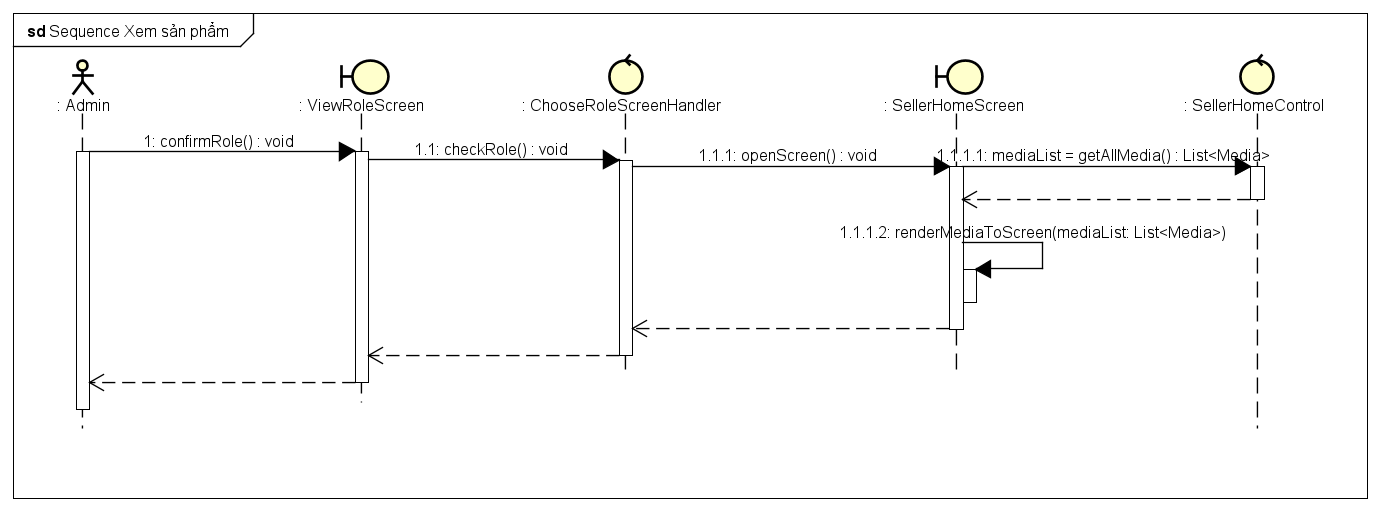 sd Sequence Xem sản phẩm
: Admin
: ViewRoleScreen
: ChooseRoleScreenHandler
: SellerHomeScreen
: SellerHomeControl
1: confirmRole() : void
1.1: checkRole() : void
1.1.1: openScreen() : void
1.1.1.1: mediaList = getAllMedia() : List<Media>
1.1.1.2: renderMediaToScreen(mediaList: List<Media>)